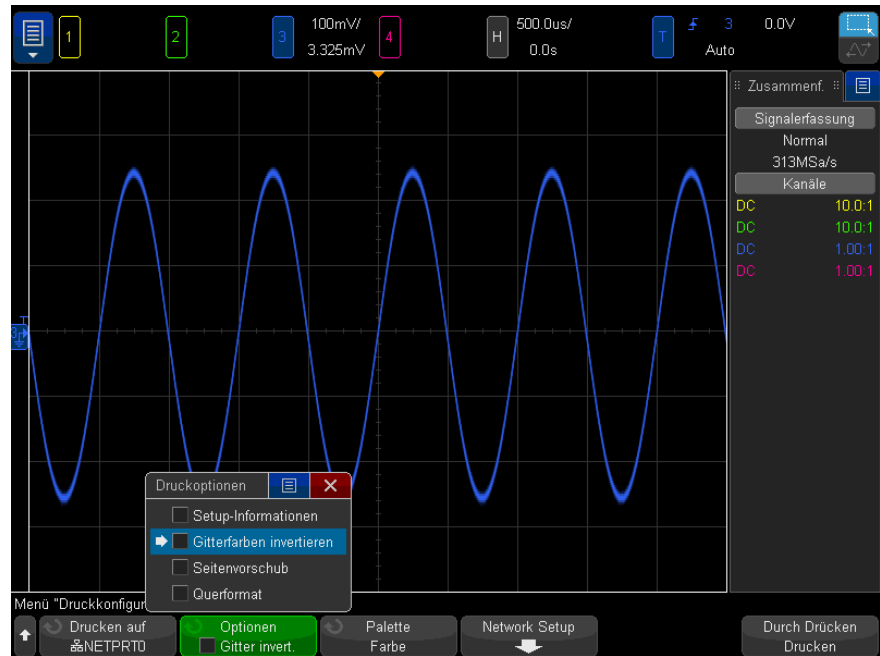 1
2
3
100mV/
3.325mV
4
H
500.0us/
0.0s
T
3
0.0V
Auto
Zusammenf.
Signalerfassung
Normal
313MSa/s
Kanäle
DC 10.0:1
DC 10.0:1
DC 1.00:1
DC 1.00:1
T
3
Druckoptionen
Setup-Informationen
Gitterfarben invertieren
Seitenvorschub
Querformat
Menü "Druckkonfigur
Drucken auf
NETPRT0
Optionen
Gitter invert.
Palette
Farbe
Network Setup
Durch Drücken
Drucken